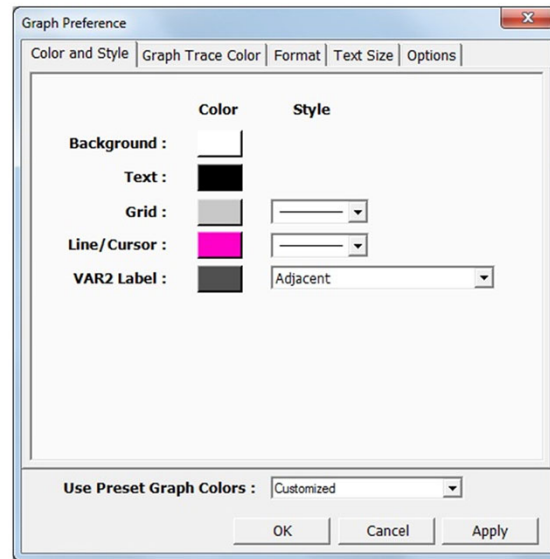 Graph Preference
Color and Style Graph Trace Color Format Text Size Options
Color Style
Background :
Text :
Grid :
Line/Cursor :
VAR2 Label : Adjacent
Use Preset Graph Colors : Customized
OK Cancel Apply